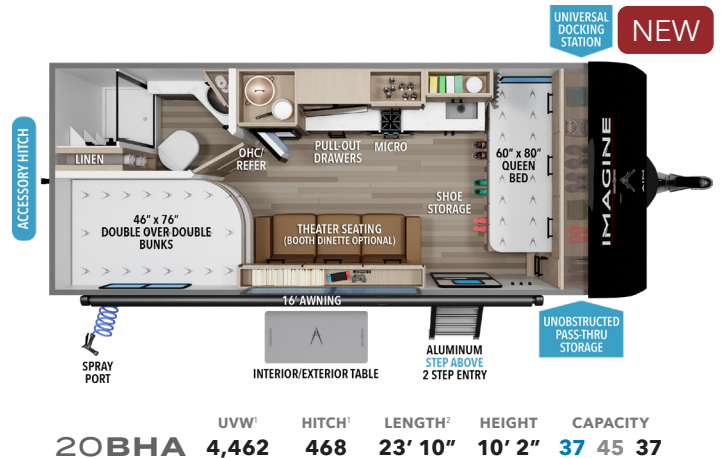 UNIVERSAL
DOCKING
STATION
NEW
ACCESSORY HITCH
LINEN
OHC/
REFER
PULL-OUT
DRAWERS
MICRO
60" x 80"
QUEEN
BED
IMAGINE
SHOE
STORAGE
46" x 76"
DOUBLE OVER DOUBLE
BUNKS
THEATER SEATING
(BOOTH DINETTE OPTIONAL)
16' AWNING
SPRAY
PORT
INTERIOR/EXTERIOR TABLE
ALUMINUM
STEP ABOVE
2 STEP ENTRY
UNOBSTRUCTED
PASS-THRU
STORAGE
20BHA
UVW¹ HITCH¹ LENGTH² HEIGHT CAPACITY
4,462 468 23' 10" 10' 2" 37 45 37